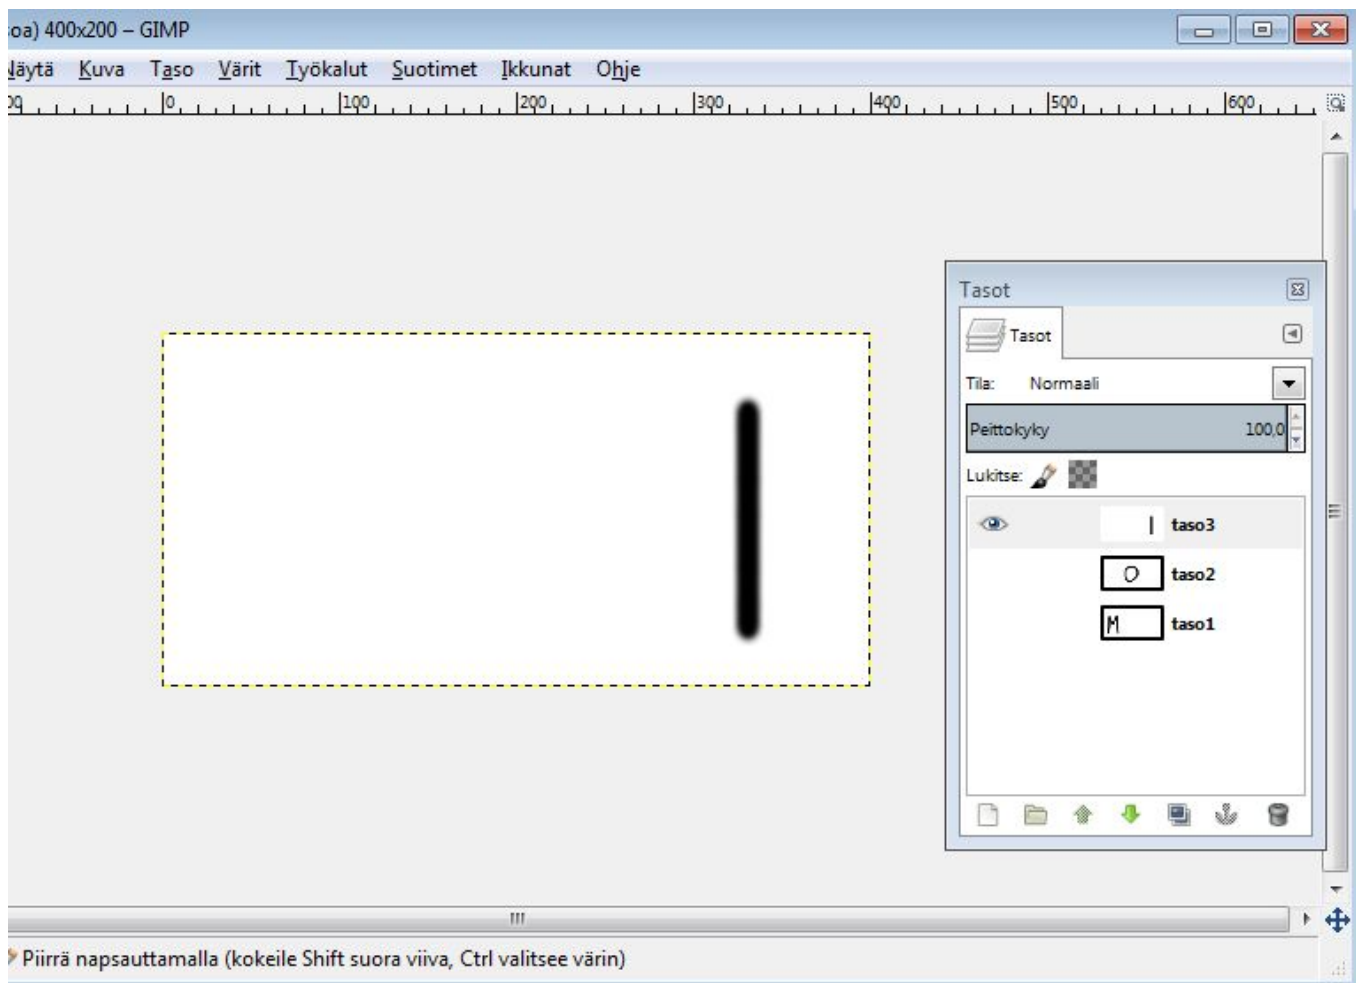 oa) 400x200 – GIMP
Näytä Kuva Taso Värit Työkalut Suotimet Ikkunat Ohje
0 100 200 300 400 500 600
Tasot
Tasot
Tila: Normaali
Peittokyky 100,0
Lukitse:
taso3
O taso2
M taso1
Piirrä napsauttamalla (kokeile Shift suora viiva, Ctrl valitsee värin)